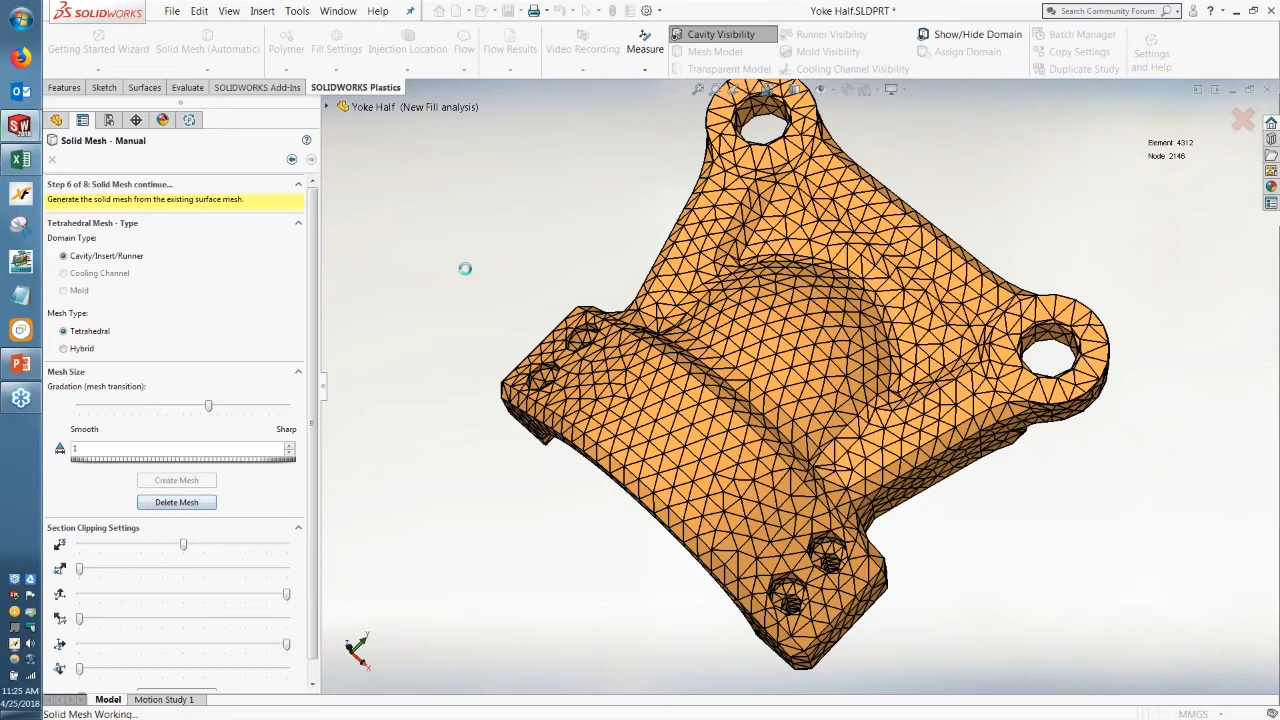 SOLIDWORKS
File Edit View Insert Tools Window Help
Yoke Half.SLDPRT *
Search Community Forum
Getting Started Wizard
Solid Mesh (Automatic)
Polymer
Fill Settings
Injection Location
Flow
Flow Results
Video Recording
Measure
Cavity Visibility
Mesh Model
Transparent Model
Runner Visibility
Mold Visibility
Cooling Channel Visibility
Show/Hide Domain
Assign Domain
Batch Manager
Copy Settings
Duplicate Study
Settings
and Help
Features Sketch Surfaces Evaluate SOLIDWORKS Add-Ins SOLIDWORKS Plastics
Yoke Half (New Fill analysis)
Solid Mesh - Manual
Step 6 of 8: Solid Mesh continue...
Generate the solid mesh from the existing surface mesh.
Tetrahedral Mesh - Type
Domain Type:
Cavity/Insert/Runner
Cooling Channel
Mold
Mesh Type:
Tetrahedral
Hybrid
Mesh Size
Gradation (mesh transition):
Smooth Sharp
1
Create Mesh
Delete Mesh
Section Clipping Settings
Element 4312
Node 2146
Y
Z
X
Model Motion Study 1
Solid Mesh Working...
MMGS
11:25 AM
4/25/2018